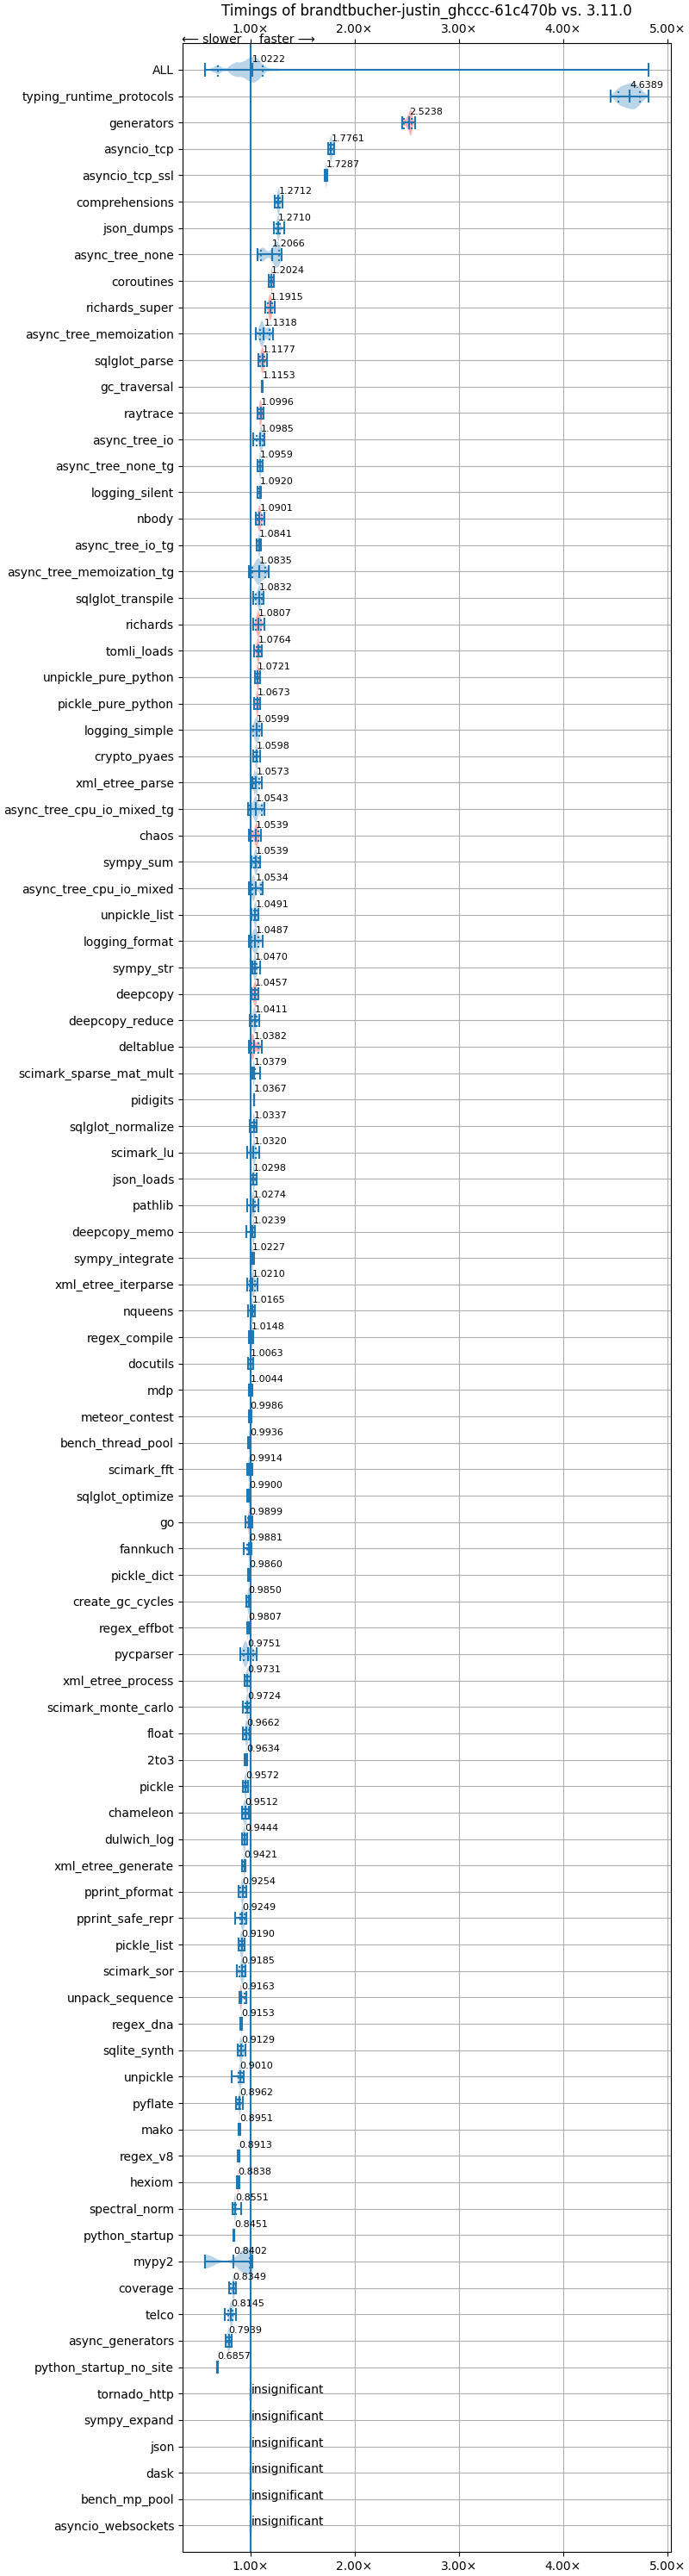 Timings of brandtbucher-justin_ghccc-61c470b vs. 3.11.0
1.00× 2.00× 3.00× 4.00× 5.00×
⟵ slower faster ⟶
ALL 1.0222
typing_runtime_protocols 4.6389
generators 2.5238
asyncio_tcp 1.7761
asyncio_tcp_ssl 1.7287
comprehensions 1.2712
json_dumps 1.2710
async_tree_none 1.2066
coroutines 1.2024
richards_super 1.1915
async_tree_memoization 1.1318
sqlglot_parse 1.1177
gc_traversal 1.1153
raytrace 1.0996
async_tree_io 1.0985
async_tree_none_tg 1.0959
logging_silent 1.0920
nbody 1.0901
async_tree_io_tg 1.0841
async_tree_memoization_tg 1.0835
sqlglot_transpile 1.0832
richards 1.0807
tomli_loads 1.0764
unpickle_pure_python 1.0721
pickle_pure_python 1.0673
logging_simple 1.0599
crypto_pyaes 1.0598
xml_etree_parse 1.0573
async_tree_cpu_io_mixed_tg 1.0543
chaos 1.0539
sympy_sum 1.0539
async_tree_cpu_io_mixed 1.0534
unpickle_list 1.0491
logging_format 1.0487
sympy_str 1.0470
deepcopy 1.0457
deepcopy_reduce 1.0411
deltablue 1.0382
scimark_sparse_mat_mult 1.0379
pidigits 1.0367
sqlglot_normalize 1.0337
scimark_lu 1.0320
json_loads 1.0298
pathlib 1.0274
deepcopy_memo 1.0239
sympy_integrate 1.0227
xml_etree_iterparse 1.0210
nqueens 1.0165
regex_compile 1.0148
docutils 1.0063
mdp 1.0044
meteor_contest 0.9986
bench_thread_pool 0.9936
scimark_fft 0.9914
sqlglot_optimize 0.9900
go 0.9899
fannkuch 0.9881
pickle_dict 0.9860
create_gc_cycles 0.9850
regex_effbot 0.9807
pycparser 0.9751
xml_etree_process 0.9731
scimark_monte_carlo 0.9724
float 0.9662
2to3 0.9634
pickle 0.9572
chameleon 0.9512
dulwich_log 0.9444
xml_etree_generate 0.9421
pprint_pformat 0.9254
pprint_safe_repr 0.9249
pickle_list 0.9190
scimark_sor 0.9185
unpack_sequence 0.9163
regex_dna 0.9153
sqlite_synth 0.9129
unpickle 0.9010
pyflate 0.8962
mako 0.8951
regex_v8 0.8913
hexiom 0.8838
spectral_norm 0.8551
python_startup 0.8451
mypy2 0.8402
coverage 0.8349
telco 0.8145
async_generators 0.7939
python_startup_no_site 0.6857
tornado_http insignificant
sympy_expand insignificant
json insignificant
dask insignificant
bench_mp_pool insignificant
asyncio_websockets insignificant
1.00× 2.00× 3.00× 4.00× 5.00×